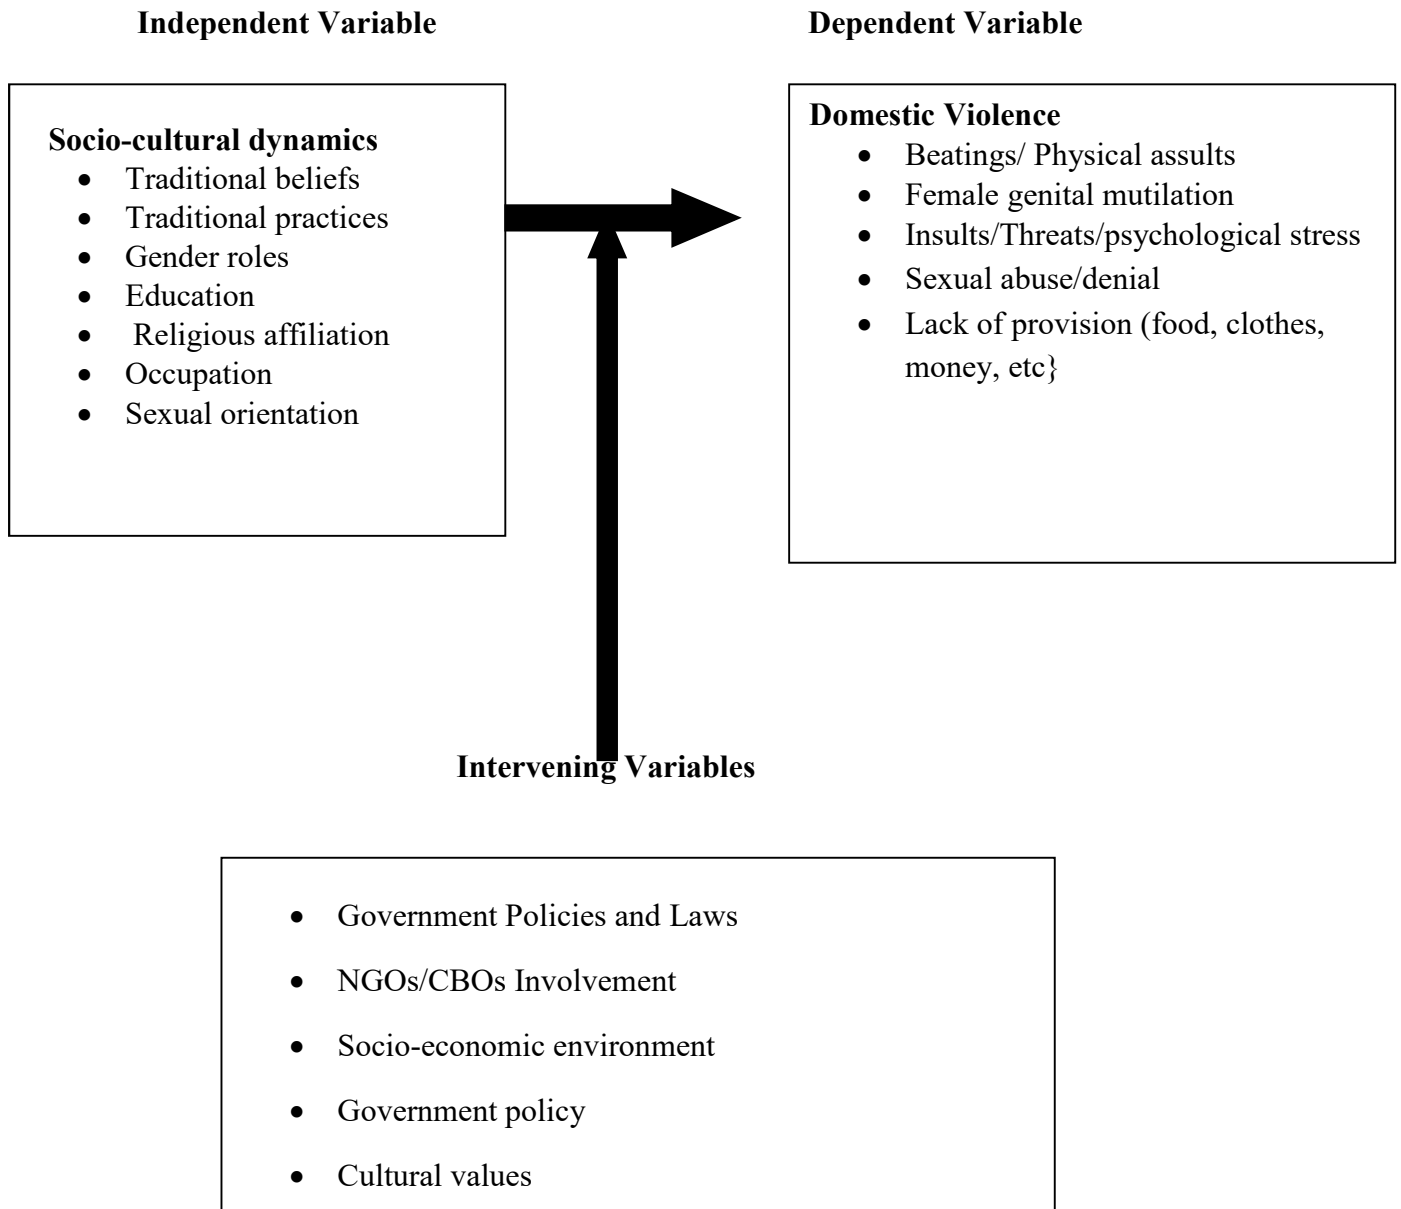 Independent Variable
Dependent Variable
Socio-cultural dynamics
• Traditional beliefs
• Traditional practices
• Gender roles
• Education
• Religious affiliation
• Occupation
• Sexual orientation
Domestic Violence
• Beatings/ Physical assults
• Female genital mutilation
• Insults/Threats/psychological stress
• Sexual abuse/denial
• Lack of provision (food, clothes,
money, etc}
Intervening Variables
• Government Policies and Laws
• NGOs/CBOs Involvement
• Socio-economic environment
• Government policy
• Cultural values